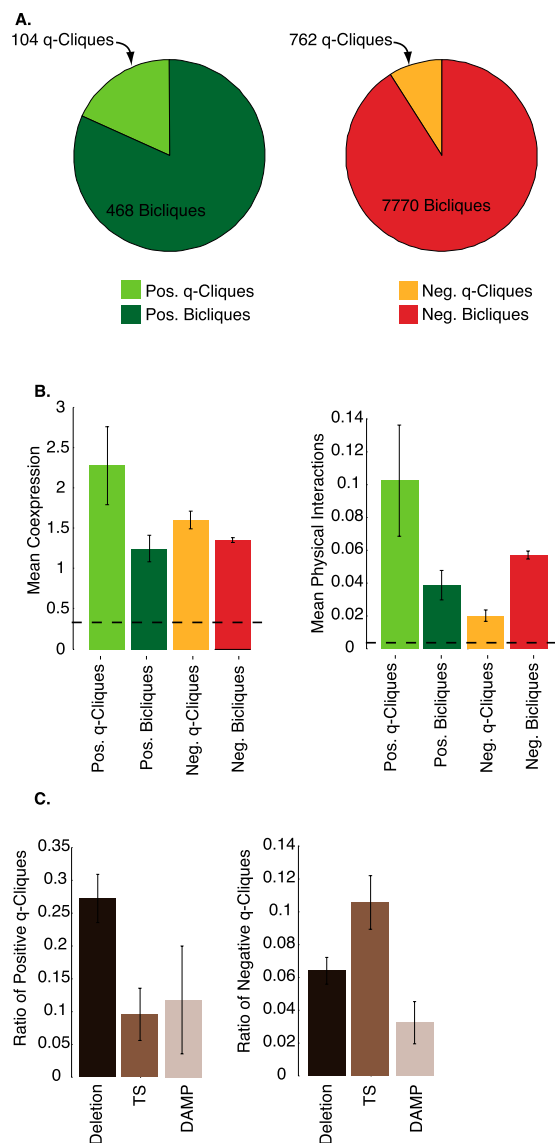 A.
104 q-Cliques
762 q-Cliques
468 Bicliques
7770 Bicliques
Pos. q-Cliques
Pos. Bicliques
Neg. q-Cliques
Neg. Bicliques
B.
Mean Coexpression
3
2.5
2
1.5
1
0.5
0
Pos. q-Cliques
Pos. Bicliques
Neg. q-Cliques
Neg. Bicliques
Mean Physical Interactions
0.14
0.12
0.1
0.08
0.06
0.04
0.02
0
Pos. q-Cliques
Pos. Bicliques
Neg. q-Cliques
Neg. Bicliques
C.
Ratio of Positive q-Cliques
0.35
0.3
0.25
0.2
0.15
0.1
0.05
0
Deletion
TS
DAMP
Ratio of Negative q-Cliques
0.14
0.12
0.1
0.08
0.06
0.04
0.02
0
Deletion
TS
DAMP